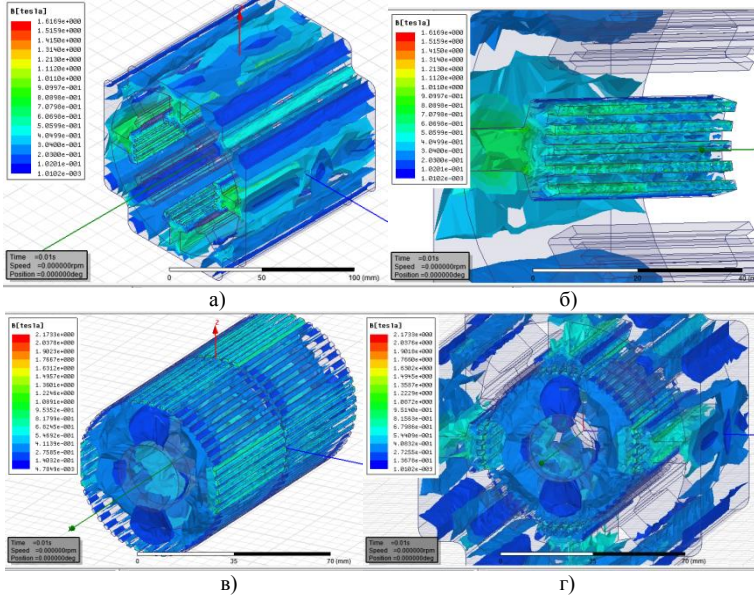 B[tesla]
1.6169e+000
1.5159e+000
1.4150e+000
1.3140e+000
1.2130e+000
1.1120e+000
1.0110e+000
9.0997e-001
8.0898e-001
7.0798e-001
6.0698e-001
5.0599e-001
4.0499e-001
3.0400e-001
2.0300e-001
1.0201e-001
1.0102e-003
Time =0.01s
Speed =0.000000rpm
Position =0.000000deg
0 50 100 (mm)
а)
B[tesla]
1.6169e+000
1.5159e+000
1.4150e+000
1.3140e+000
1.2130e+000
1.1120e+000
1.0110e+000
9.0997e-001
8.0898e-001
7.0798e-001
6.0698e-001
5.0599e-001
4.0499e-001
3.0400e-001
2.0300e-001
1.0201e-001
1.0102e-003
Time =0.01s
Speed =0.000000rpm
Position =0.000000deg
0 20 40
б)
B[tesla]
2.1733e+000
2.0378e+000
1.9023e+000
1.7667e+000
1.6312e+000
1.4957e+000
1.3601e+000
1.2246e+000
1.0891e+000
9.5352e-001
8.1799e-001
6.8245e-001
5.4692e-001
4.1139e-001
2.7585e-001
1.4032e-001
4.7849e-003
Z
Time =0.01s
Speed =0.000000rpm
Position =0.000000deg
0 35 70 (mm)
в)
B[tesla]
2.1733e+000
2.0376e+000
1.9018e+000
1.7660e+000
1.6302e+000
1.4945e+000
1.3587e+000
1.2229e+000
1.0872e+000
9.5140e-001
8.1563e-001
6.7986e-001
5.4409e-001
4.0832e-001
2.7255e-001
1.3678e-001
1.0102e-003
Time =0.01s
Speed =0.000000rpm
Position =0.000000deg
0 35 70 (mm)
г)